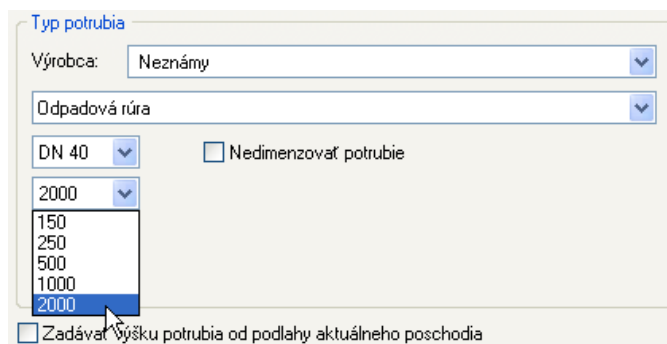 Typ potrubia
Výrobca: Neznámy
Odpadová rúra
DN 40 Nedimenzovať potrubie
2000
150
250
500
1000
2000
Zadávať výšku potrubia od podlahy aktuálneho poschodia